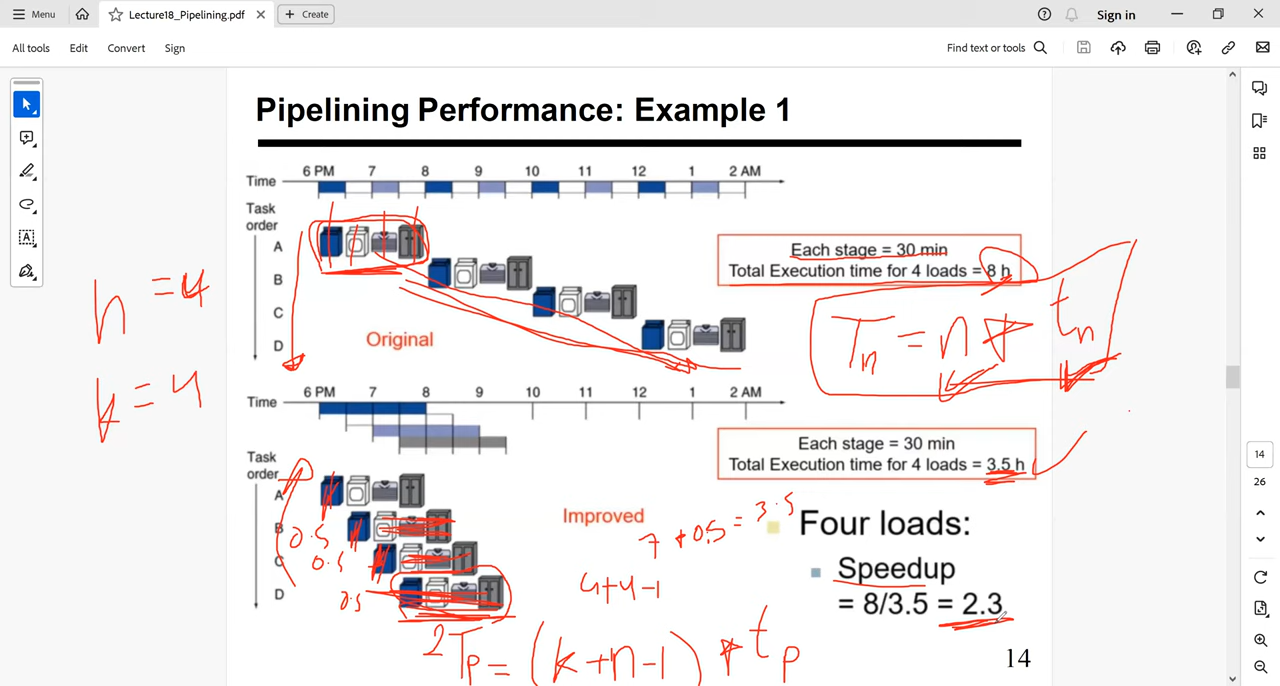 Menu
Lecture18_Pipelining.pdf
Create
Sign in
All tools
Edit
Convert
Sign
Find text or tools
Pipelining Performance: Example 1
Time
6 PM 7 8 9 10 11 12 1 2 AM
Task
order
A
B
C
D
Original
Each stage = 30 min
Total Execution time for 4 loads = 8 h
Tn = n * tn
n = 4
k = 4
Time
6 PM 7 8 9 10 11 12 1 2 AM
Task
order
A
B
C
D
0.5
0.5
0.5
Improved
Each stage = 30 min
Total Execution time for 4 loads = 3.5 h
7 * 0.5 = 3.5
4+4-1
Four loads:
Speedup
= 8/3.5 = 2.3
2 Tp = (k+n-1) * tp
14
14
26